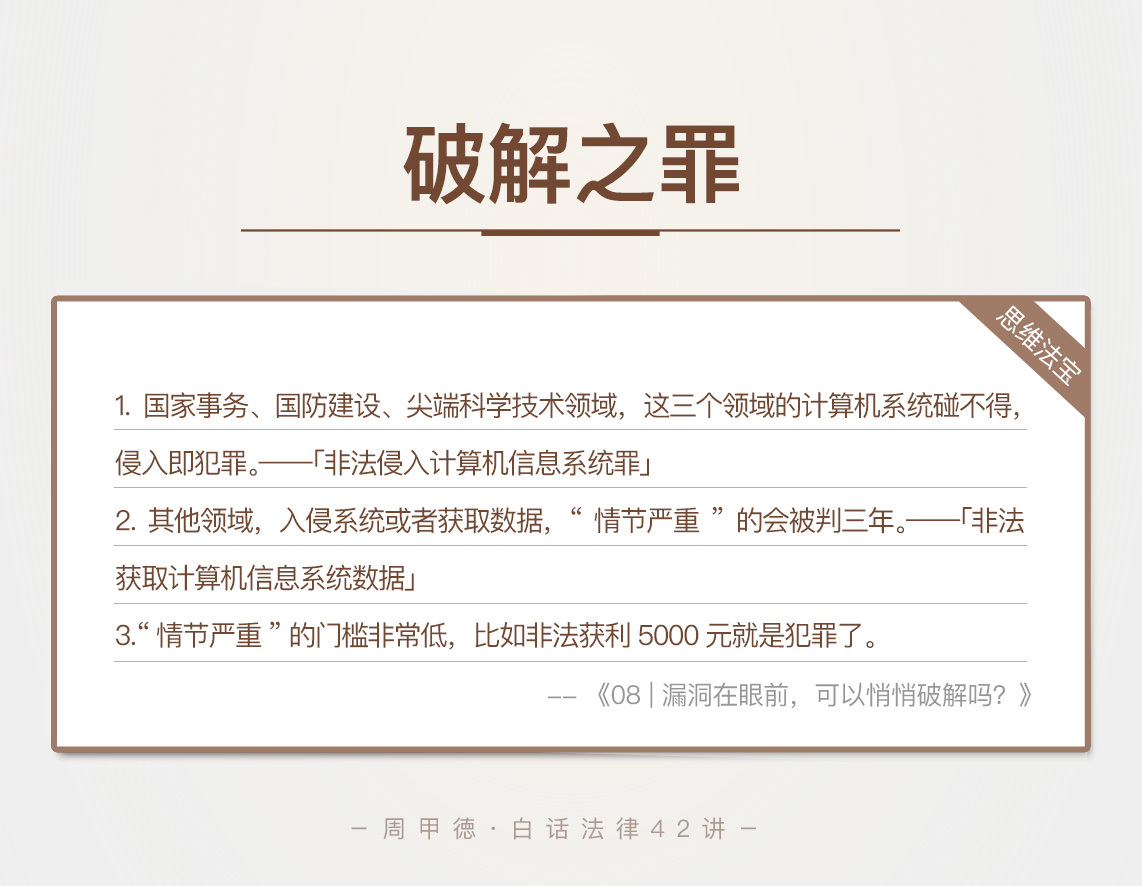 破解之罪
思维法宝
1. 国家事务、国防建设、尖端科学技术领域，这三个领域的计算机系统碰不得，
侵入即犯罪。——「非法侵入计算机信息系统罪」
2. 其他领域，入侵系统或者获取数据，“ 情节严重 ” 的会被判三年。——「非法
获取计算机信息系统数据」
3.“ 情节严重 ” 的门槛非常低，比如非法获利 5000 元就是犯罪了。
-- 《08 | 漏洞在眼前，可以悄悄破解吗？》
— 周甲德·白话法律42讲 —